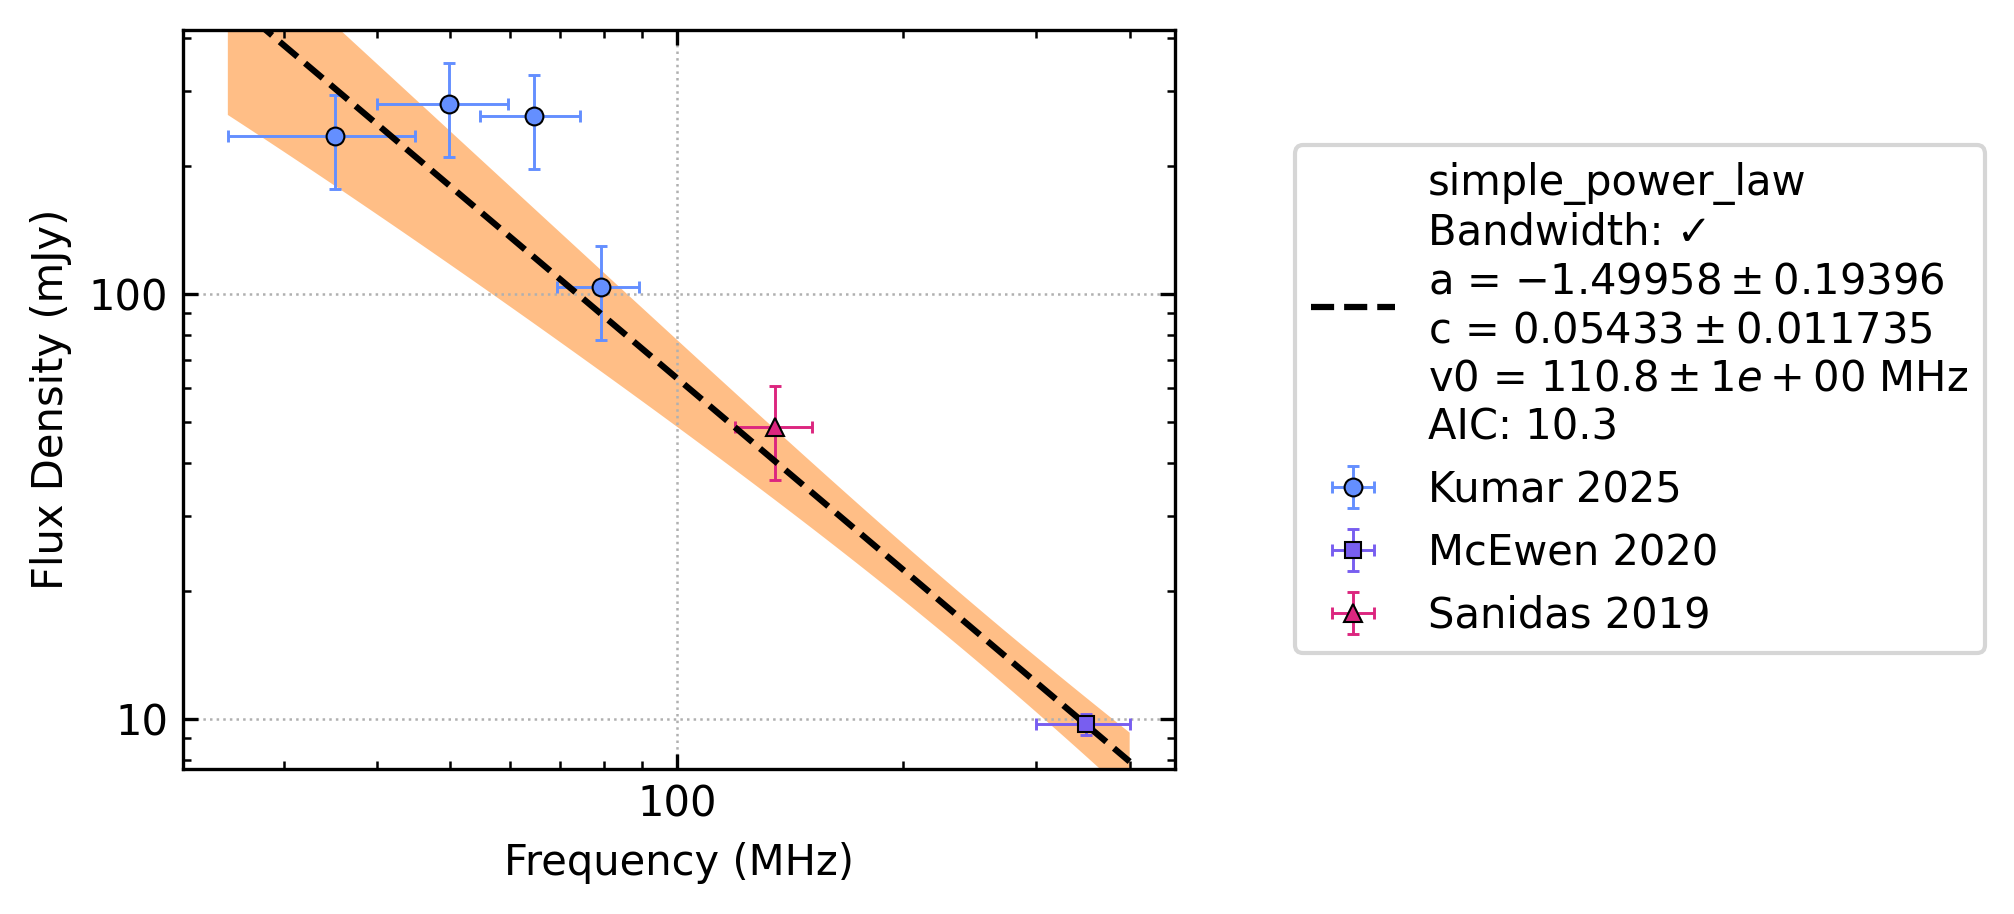 Flux Density (mJy)
100
10
100
Frequency (MHz)
simple_power_law
Bandwidth: ✓
a = −1.49958 ± 0.19396
c = 0.05433 ± 0.011735
v0 = 110.8 ± 1e + 00 MHz
AIC: 10.3
Kumar 2025
McEwen 2020
Sanidas 2019